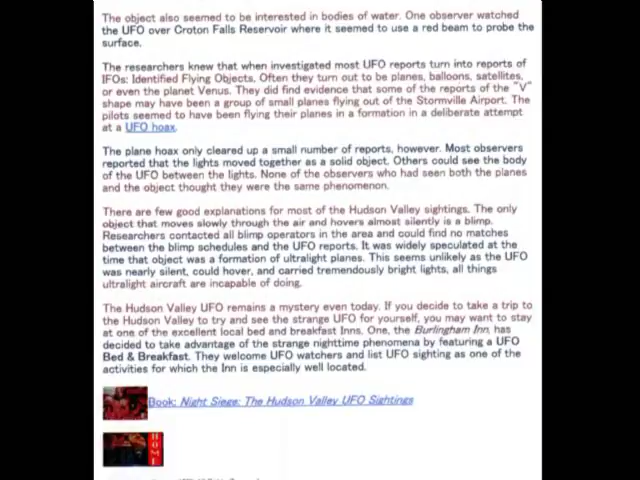 The object also seemed to be interested in bodies of water. One observer watched
the UFO over Croton Falls Reservoir where it seemed to use a red beam to probe the
surface.
The researchers knew that when investigated most UFO reports turn into reports of
IFOs: Identified Flying Objects. Often they turn out to be planes, balloons, satellites,
or even the planet Venus. They did find evidence that some of the reports of the "V"
shape may have been a group of small planes flying out of the Stormville Airport. The
pilots seemed to have been flying their planes in a formation in a deliberate attempt
at a UFO hoax.
The plane hoax only cleared up a small number of reports, however. Most observers
reported that the lights moved together as a solid object. Others could see the body
of the UFO between the lights. None of the observers who had seen both the planes
and the object thought they were the same phenomenon.
There are few good explanations for most of the Hudson Valley sightings. The only
object that moves slowly through the air and hovers almost silently is a blimp.
Researchers contacted all blimp operators in the area and could find no matches
between the blimp schedules and the UFO reports. It was widely speculated at the
time that object was a formation of ultralight planes. This seems unlikely as the UFO
was nearly silent, could hover, and carried tremendously bright lights, all things
ultralight aircraft are incapable of doing.
The Hudson Valley UFO remains a mystery even today. If you decide to take a trip to
the Hudson Valley to try and see the strange UFO for yourself, you may want to stay
at one of the excellent local bed and breakfast Inns. One, the Burlingham Inn, has
decided to take advantage of the strange nighttime phenomena by featuring a UFO
Bed & Breakfast. They welcome UFO watchers and list UFO sighting as one of the
activities for which the Inn is especially well located.
Book: Night Siege: The Hudson Valley UFO Sightings
HOME